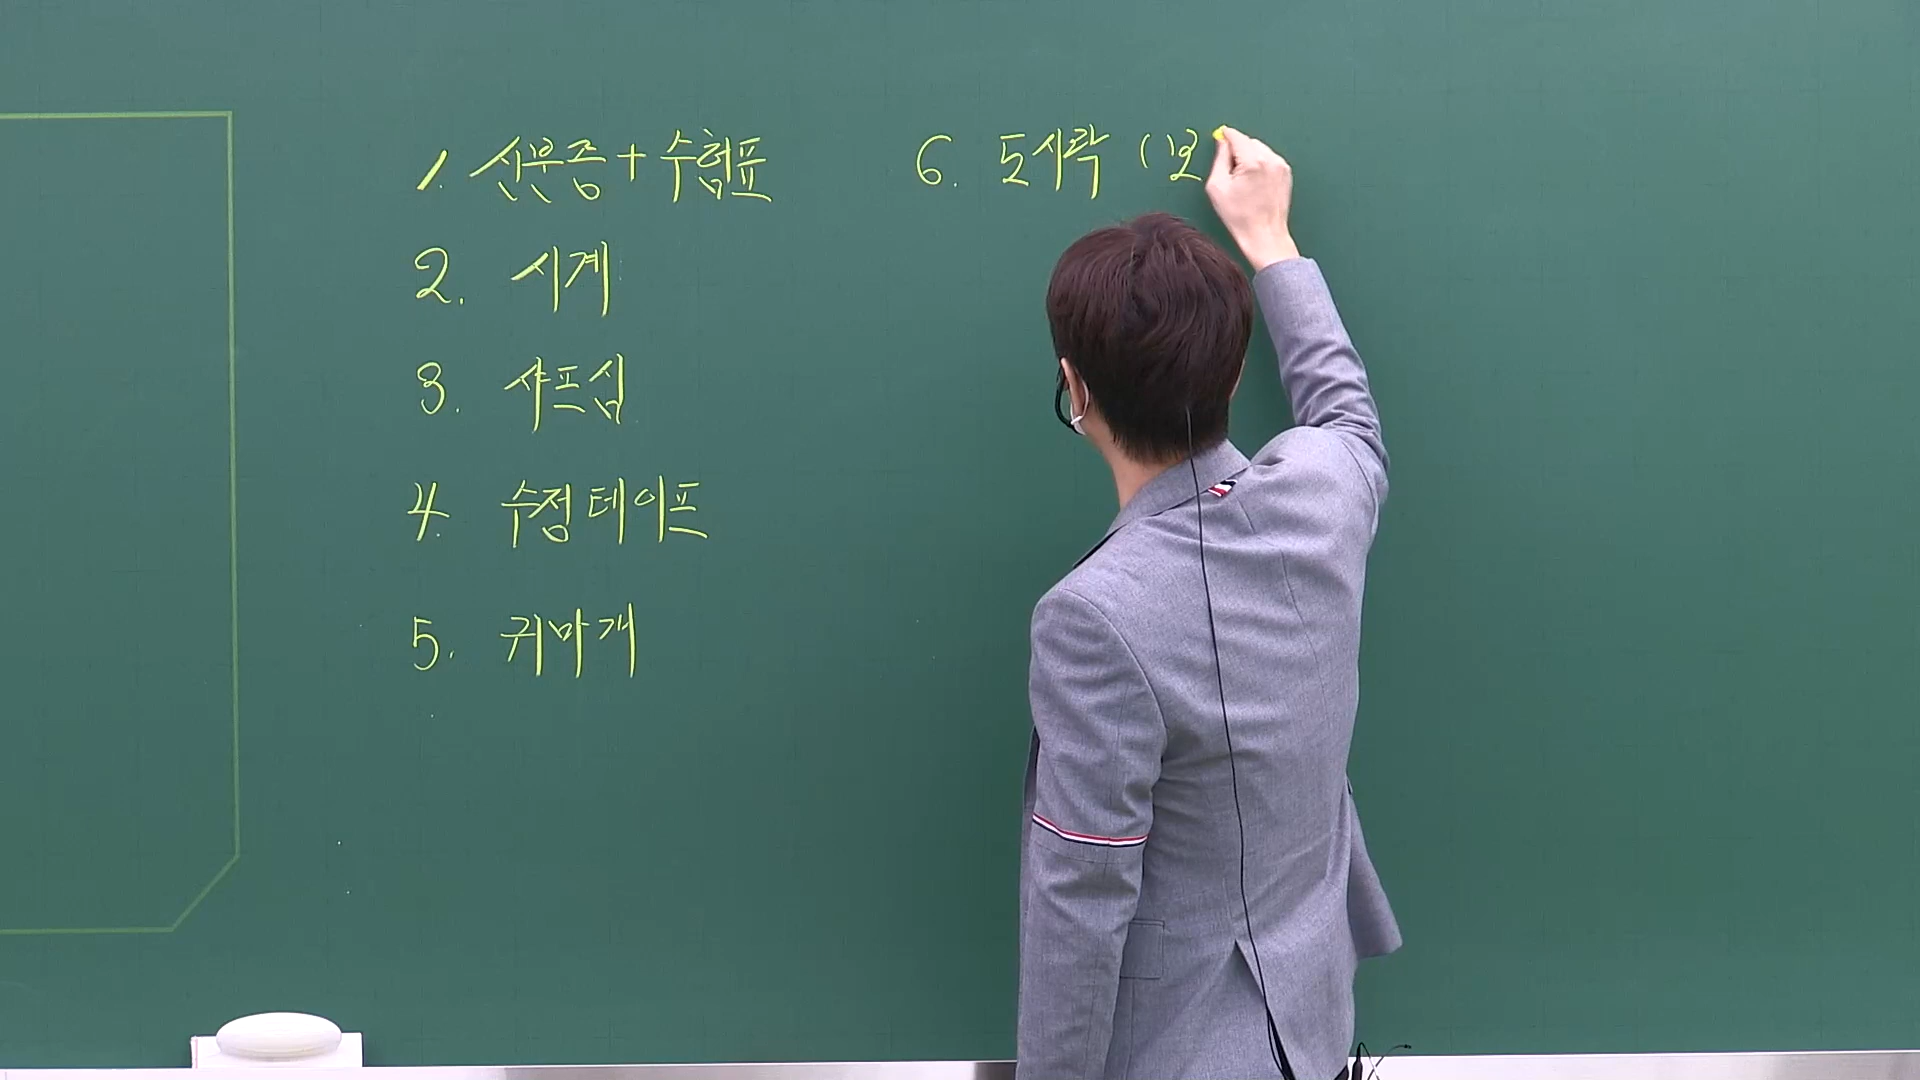 1. 신분증 + 수험표
2. 시계
3. 샤프심
4. 수정테이프
5. 귀마개
6. 도시락 (보